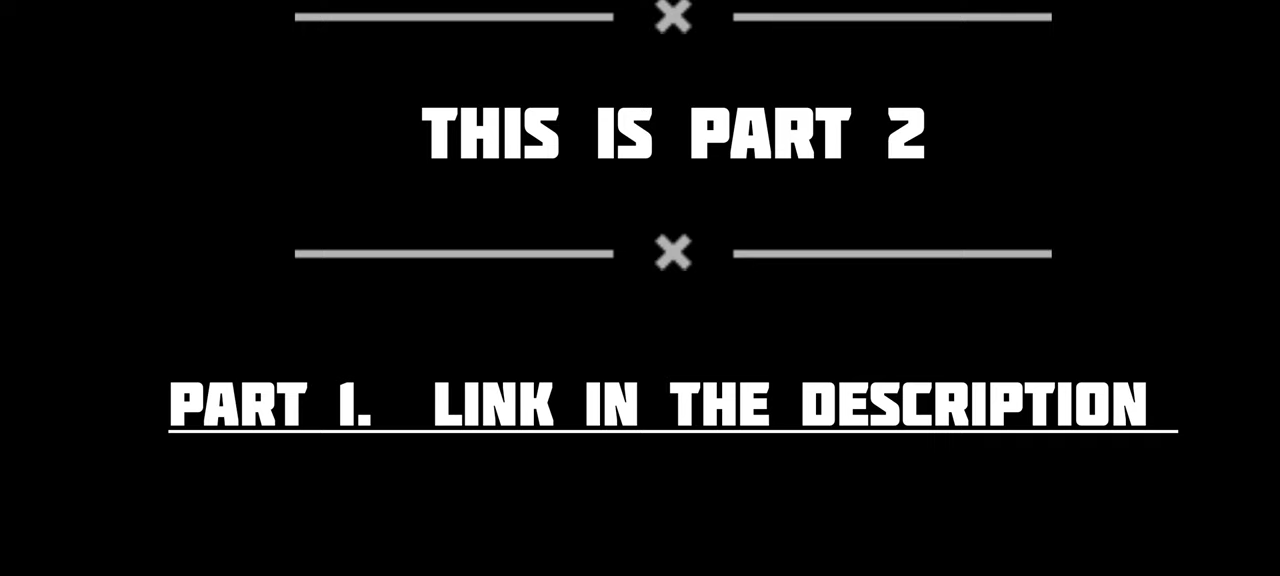 THIS IS PART 2
PART 1. LINK IN THE DESCRIPTION